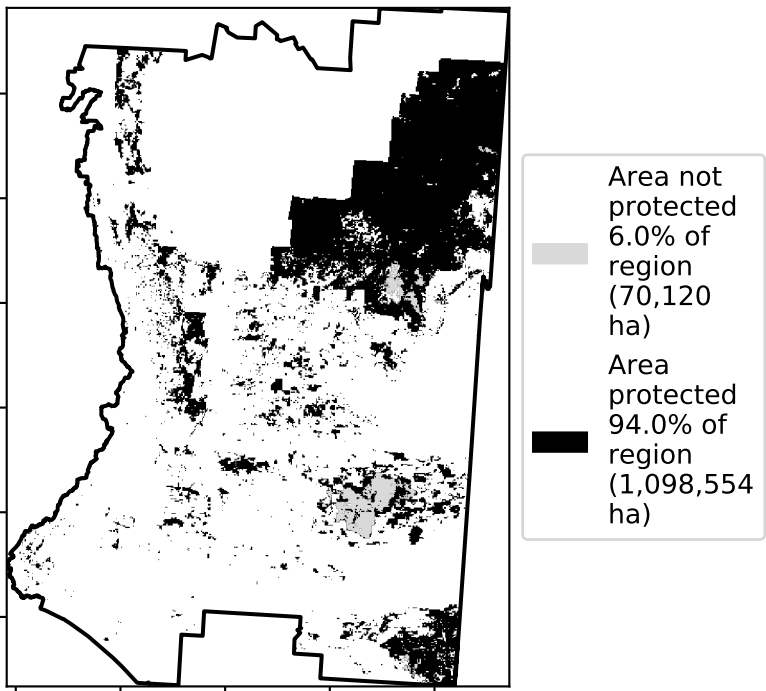 Area not
protected
6.0% of
region
(70,120
ha)
Area
protected
94.0% of
region
(1,098,554
ha)